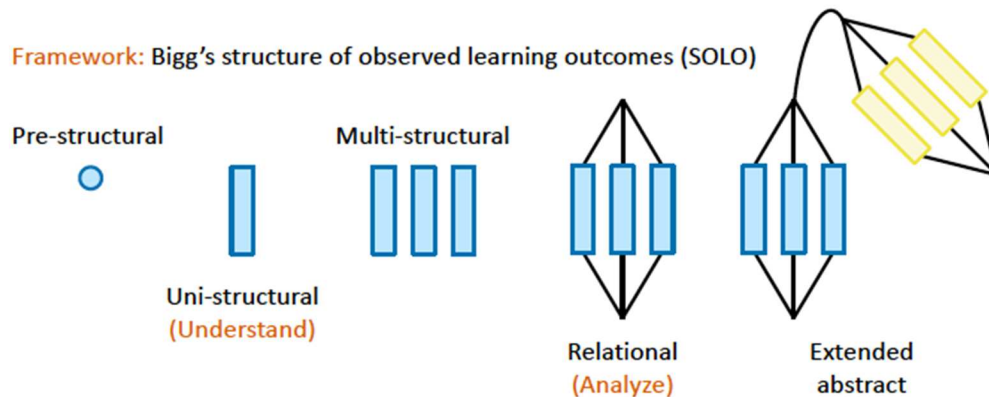 Framework: Bigg's structure of observed learning outcomes (SOLO)
Pre-structural
Multi-structural
Uni-structural
(Understand)
Relational
(Analyze)
Extended
abstract